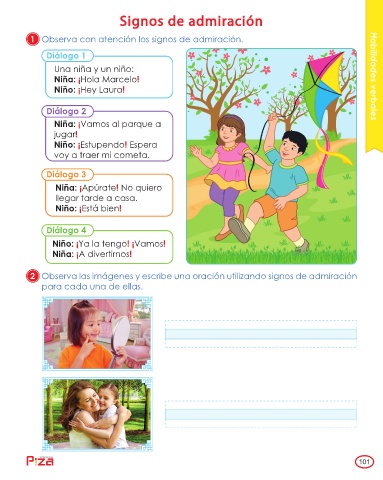 Signos de admiración
1 Observa con atención los signos de admiración.
Habilidades verbales
Diálogo 1
Una niña y un niño:
Niña: ¡Hola Marcelo!
Niño: ¡Hey Laura!
Diálogo 2
Niña: ¡Vamos al parque a
jugar!
Niño: ¡Estupendo! Espera
voy a traer mi cometa.
Diálogo 3
Niña: ¡Apúrate! No quiero
llegar tarde a casa.
Niño: ¡Está bien!
Diálogo 4
Niño: ¡Ya la tengo! ¡Vamos!
Niña: ¡A divertirnos!
2 Observa las imágenes y escribe una oración utilizando signos de admiración
para cada una de ellas.
P'za
101